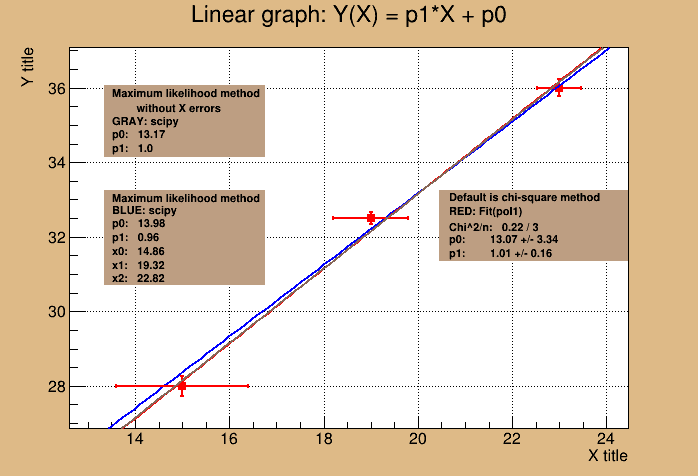 Linear graph: Y(X) = p1*X + p0
Y title
36
34
32
30
28
Maximum likelihood method
without X errors
GRAY: scipy
p0: 13.17
p1: 1.0
Maximum likelihood method
BLUE: scipy
p0: 13.98
p1: 0.96
x0: 14.86
x1: 19.32
x2: 22.82
Default is chi-square method
RED: Fit(pol1)
Chi^2/n: 0.22 / 3
p0: 13.07 +/- 3.34
p1: 1.01 +/- 0.16
14 16 18 20 22 24
X title